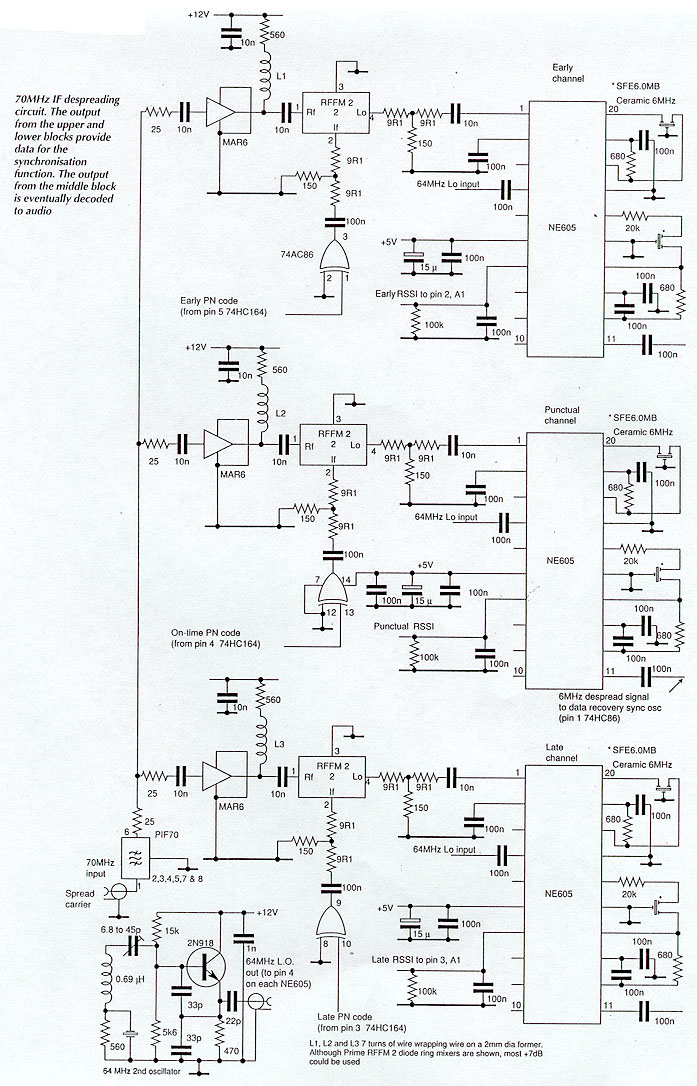 70MHz IF despreading
circuit. The output
from the upper and
lower blocks provide
data for the
synchronisation
function. The output
from the middle block
is eventually decoded
to audio
+12V
10n
560
L1
25
10n
MAR6
10n
1
3
RFFM
2
Rf
Lo
If
4
2
9R1
9R1
150
10n
9R1
150
9R1
100n
3
74AC86
2
1
Early PN code
(from pin 5 74HC164)
Early
channel
* SFE6.0MB
Ceramic 6MHz
1
20
100n
64MHz Lo input
100n
680
100n
NE605
20k
+5V
15 µ
100n
Early RSSI to pin 2, A1
100k
100n
10
11
100n
100n
680
100n
+12V
10n
560
L2
25
10n
MAR6
10n
1
3
RFFM 2
2
Rf
Lo
If
4
2
9R1
9R1
150
10n
9R1
150
9R1
100n
7
14
12
13
+5V
100n
15 µ
100n
On-time PN code
(from pin 4 74HC164)
Punctual
channel
* SFE6.0MB
Ceramic 6MHz
1
20
100n
64MHz Lo input
100n
680
100n
NE605
20k
Punctual RSSI
100k
100n
10
11
100n
100n
680
100n
6MHz despread signal
to data recovery sync osc
(pin 1 74HC86)
+12V
10n
560
L3
25
10n
MAR6
10n
1
3
RFFM 2
2
Rf
Lo
If
4
2
9R1
9R1
150
10n
9R1
150
9R1
100n
9
8
10
Late PN code
(from pin 3 74HC164)
Late
channel
* SFE6.0MB
Ceramic 6MHz
1
20
100n
64MHz Lo input
100n
680
100n
NE605
20k
+5V
15 µ
100n
Late RSSI to pin 3, A1
100k
100n
10
11
100n
100n
680
100n
25
6
PIF70
70MHz
input
2,3,4,5,7 & 8
1
Spread
carrier
6.8 to 45p
15k
2N918
+12V
1n
64MHz L.O.
out (to pin 4
on each NE605)
0.69 µH
33p
22p
560
5k6
33p
470
64 MHz 2nd oscillator
L1, L2 and L3 7 turns of wire wrapping wire on a 2mm dia former.
Although Prime RFFM 2 diode ring mixers are shown, most +7dB
could be used